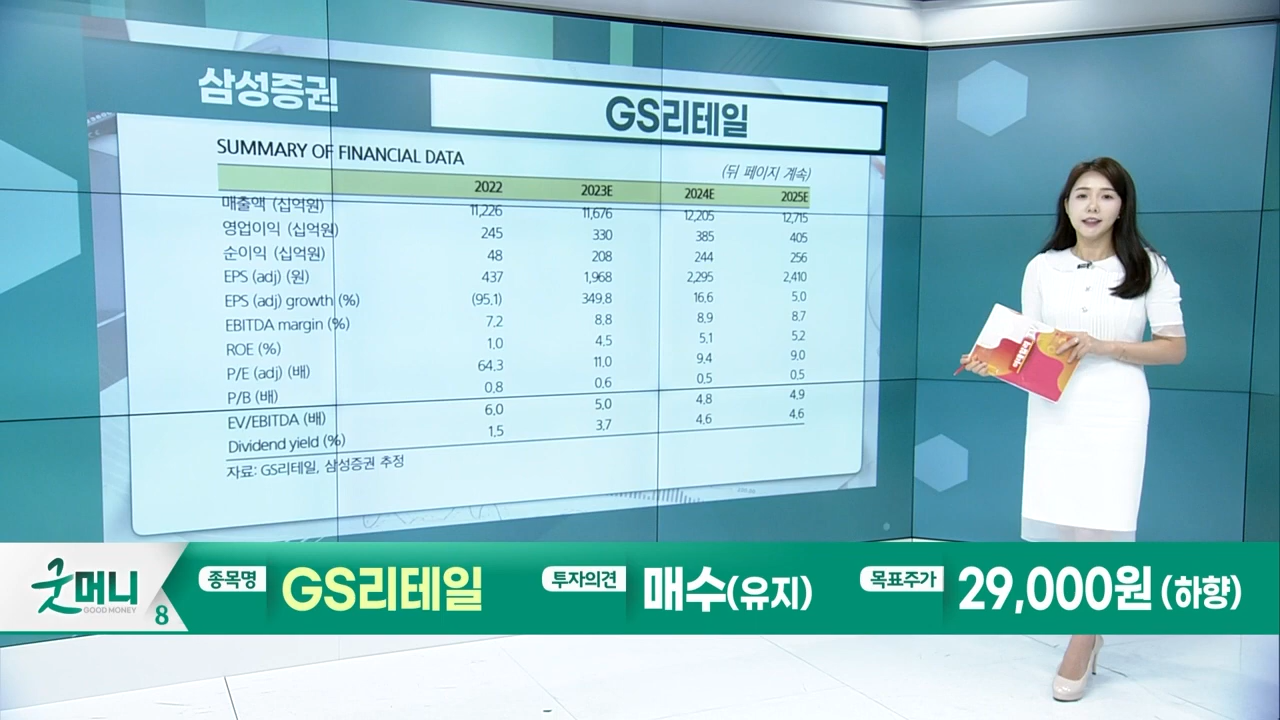 삼성증권
GS리테일
SUMMARY OF FINANCIAL DATA
(뒤 페이지 계속)
2022 2023E 2024E 2025E
매출액 (십억원) 11,226 11,676 12,205 12,715
영업이익 (십억원) 245 330 385 405
순이익 (십억원) 48 208 244 256
EPS (adj) (원) 437 1,968 2,295 2,410
EPS (adj) growth (%) (95.1) 349.8 16.6 5.0
EBITDA margin (%) 7.2 8.8 8.9 8.7
ROE (%) 1.0 4.5 5.1 5.2
P/E (adj) (배) 64.3 11.0 9.4 9.0
P/B (배) 0.8 0.6 0.5 0.5
EV/EBITDA (배) 6.0 5.0 4.8 4.9
Dividend yield (%) 1.5 3.7 4.6 4.6
자료: GS리테일, 삼성증권 추정
굿머니
GOOD MONEY
8
종목명 GS리테일 투자의견 매수(유지) 목표주가 29,000원(하향)